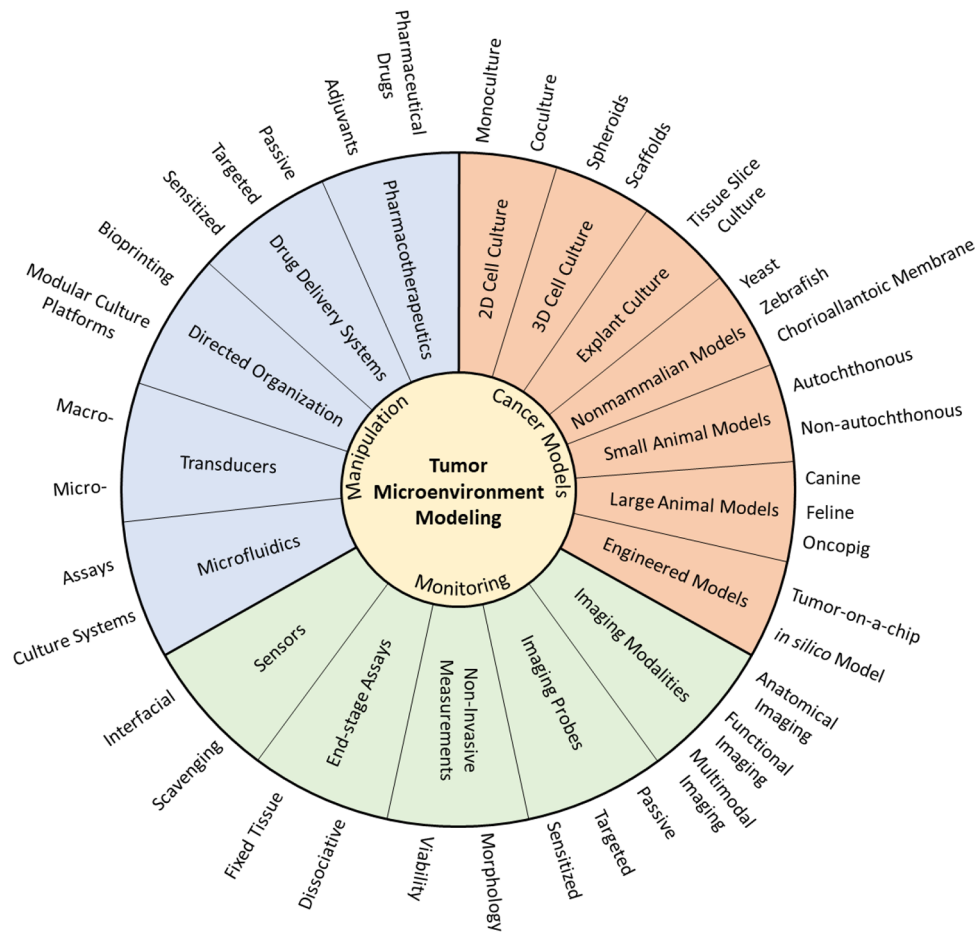 Tumor
Microenvironment
Modeling
Cancer Models
2D Cell Culture
Monoculture
Coculture
3D Cell Culture
Spheroids
Scaffolds
Explant Culture
Tissue Slice
Culture
Nonmammalian Models
Yeast
Zebrafish
Chorioallantoic Membrane
Small Animal Models
Autochthonous
Non-autochthonous
Large Animal Models
Canine
Feline
Oncopig
Engineered Models
Tumor-on-a-chip
in silico Model
Monitoring
Imaging Modalities
Anatomical
Imaging
Functional
Imaging
Multimodal
Imaging
Imaging Probes
Passive
Targeted
Sensitized
Non-Invasive
Measurements
Morphology
Viability
End-stage Assays
Dissociative
Fixed Tissue
Sensors
Scavenging
Interfacial
Manipulation
Microfluidics
Culture Systems
Assays
Transducers
Micro-
Macro-
Directed Organization
Modular Culture
Platforms
Bioprinting
Drug Delivery Systems
Sensitized
Targeted
Passive
Pharmacotherapeutics
Adjuvants
Pharmaceutical
Drugs